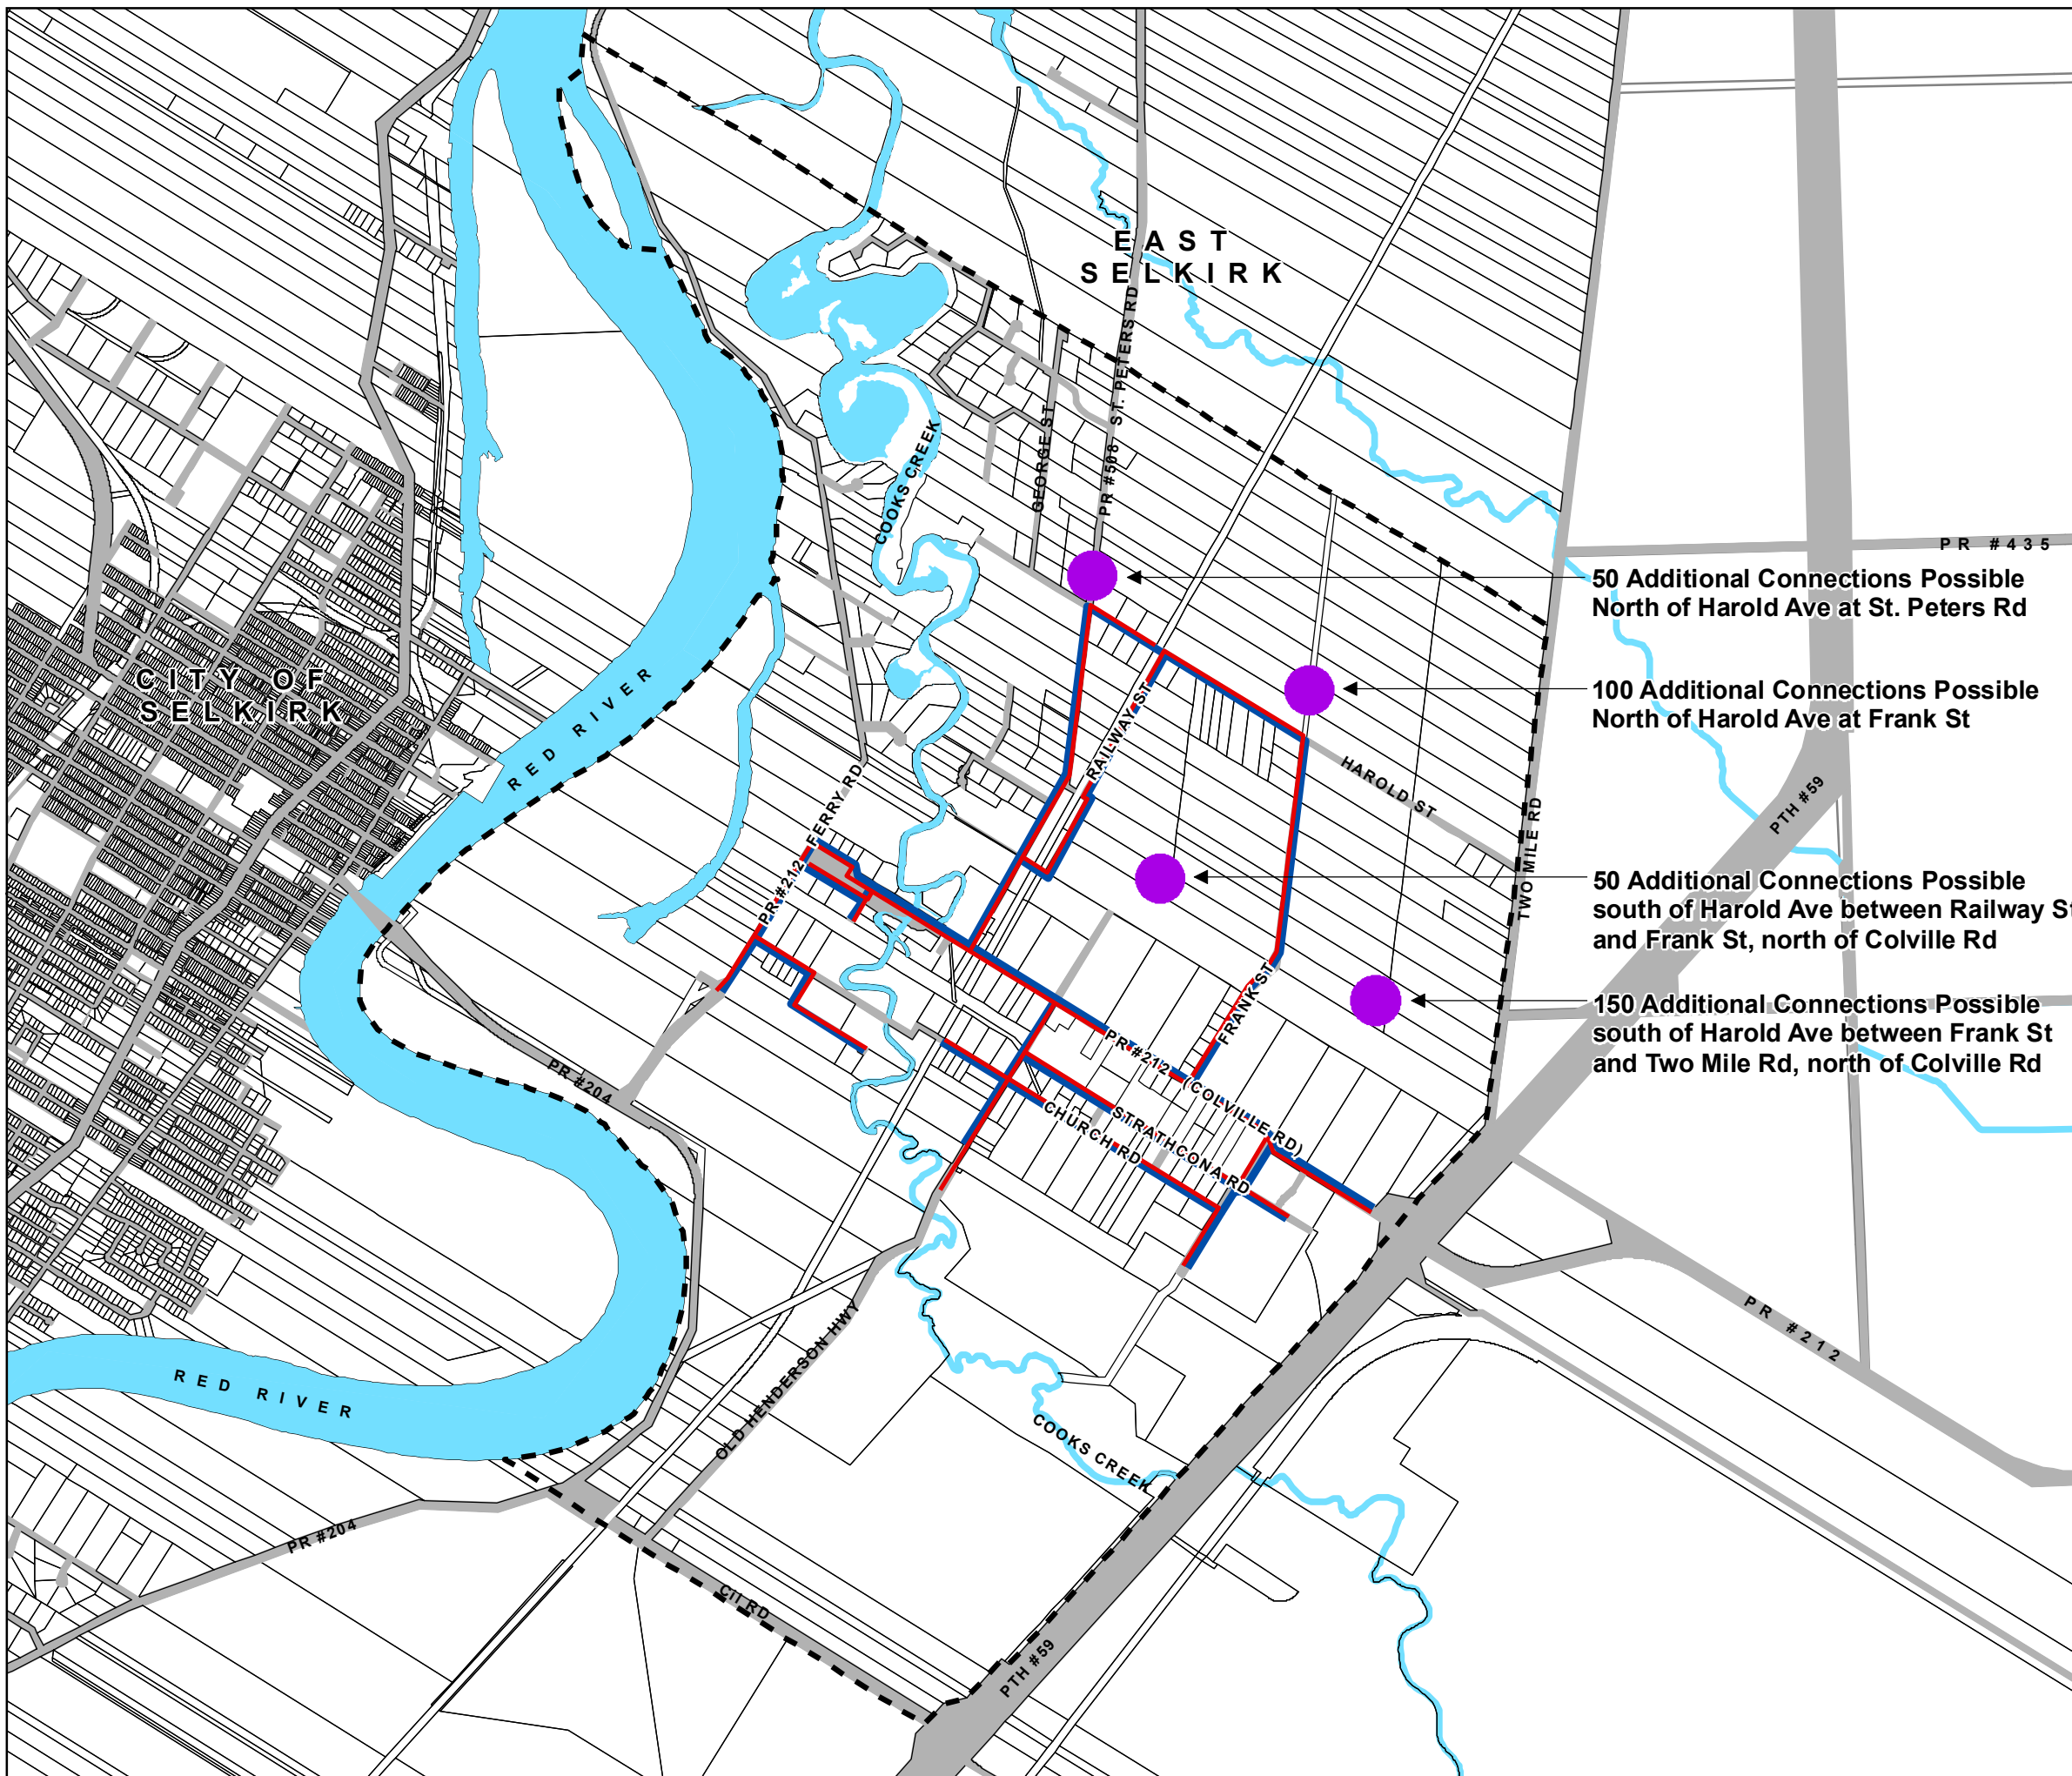 EAST
SELKIRK
PR #508 ST. PETERS RD
GEORGE ST
COOKS CREEK
PR #435
50 Additional Connections Possible
North of Harold Ave at St. Peters Rd
CITY OF
SELKIRK
RED RIVER
100 Additional Connections Possible
North of Harold Ave at Frank St
RAILWAY ST
HAROLD ST
PTH #59
TWO MILE RD
PR #212 FERRY RD
50 Additional Connections Possible
south of Harold Ave between Railway St
and Frank St, north of Colville Rd
FRANK ST
150 Additional Connections Possible
south of Harold Ave between Frank St
and Two Mile Rd, north of Colville Rd
PR #204
PR #212 (COLVILLE RD)
STRATHCONA RD
CHURCH RD
PR #212
OLD HENDERSON HWY
RED RIVER
COOKS CREEK
PR #204
CIL RD
PTH #59